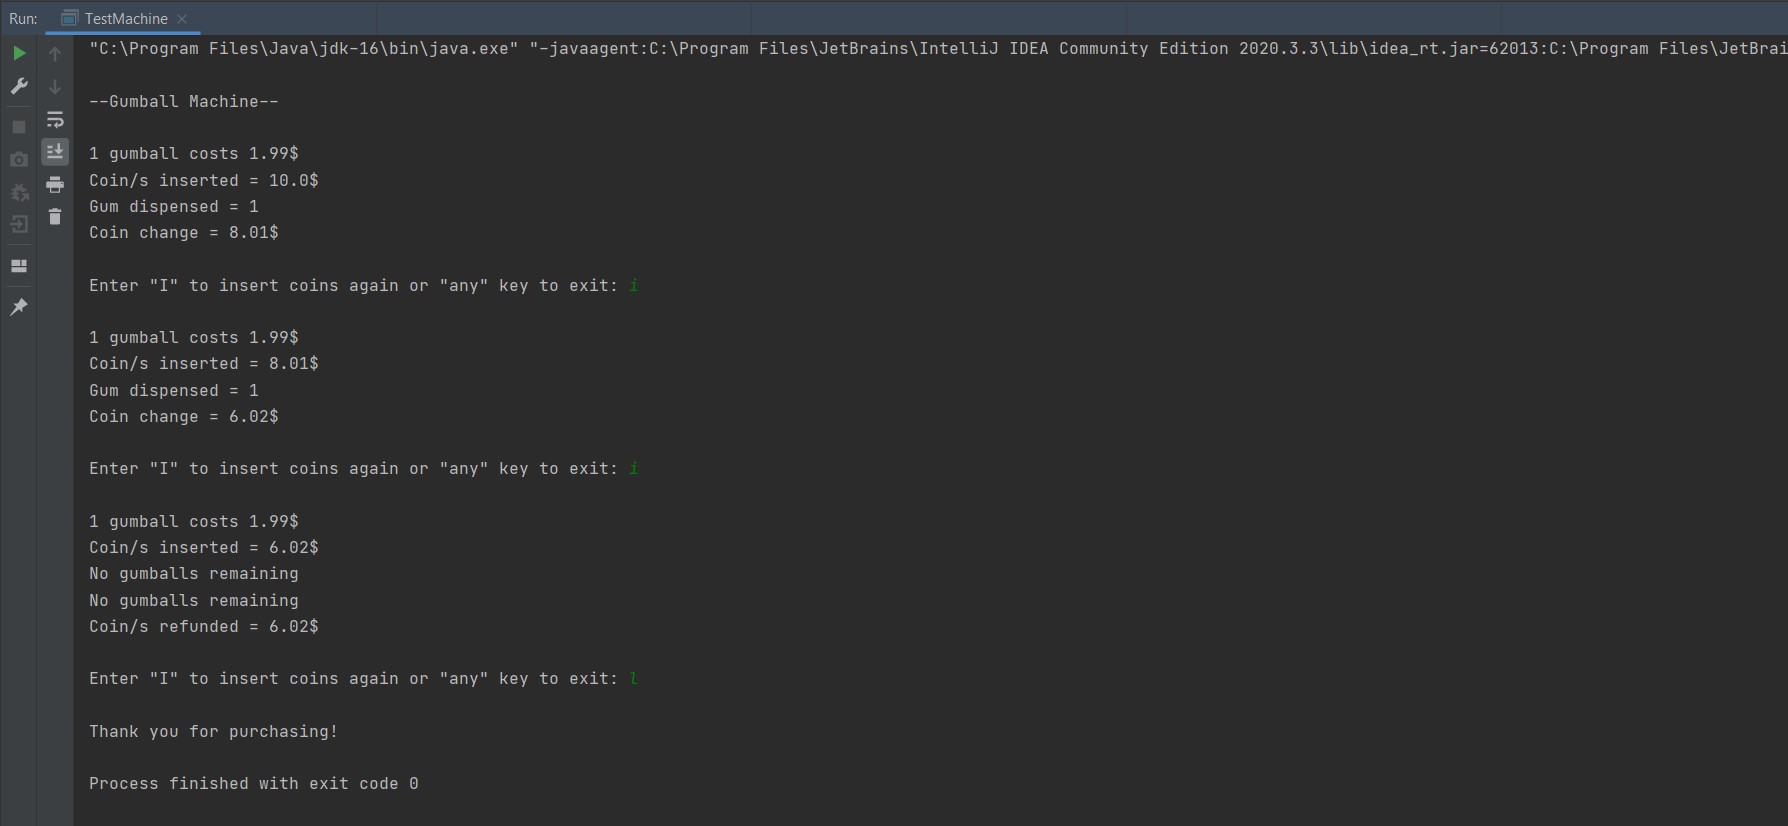 Run: TestMachine
"C:\Program Files\Java\jdk-16\bin\java.exe" "-javaagent:C:\Program Files\JetBrains\IntelliJ IDEA Community Edition 2020.3.3\lib\idea_rt.jar=62013:C:\Program Files\JetBrai
--Gumball Machine--
1 gumball costs 1.99$
Coin/s inserted = 10.0$
Gum dispensed = 1
Coin change = 8.01$
Enter "I" to insert coins again or "any" key to exit: i
1 gumball costs 1.99$
Coin/s inserted = 8.01$
Gum dispensed = 1
Coin change = 6.02$
Enter "I" to insert coins again or "any" key to exit: i
1 gumball costs 1.99$
Coin/s inserted = 6.02$
No gumballs remaining
No gumballs remaining
Coin/s refunded = 6.02$
Enter "I" to insert coins again or "any" key to exit: l
Thank you for purchasing!
Process finished with exit code 0